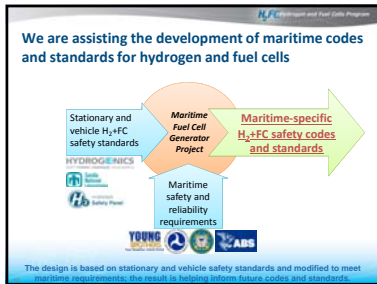 H₂FC Hydrogen and Fuel Cells Program
We are assisting the development of maritime codes
and standards for hydrogen and fuel cells
Stationary and
vehicle H₂+FC
safety standards
Maritime
Fuel Cell
Generator
Project
Maritime-specific
H₂+FC safety codes
and standards
HYDROGENICS
Sandia
National
Laboratories
Safety Panel
Maritime
safety and
reliability
requirements
YOUNG
BROTHERS
ABS
The design is based on stationary and vehicle safety standards and modified to meet
maritime requirements; the result is helping inform future codes and standards.